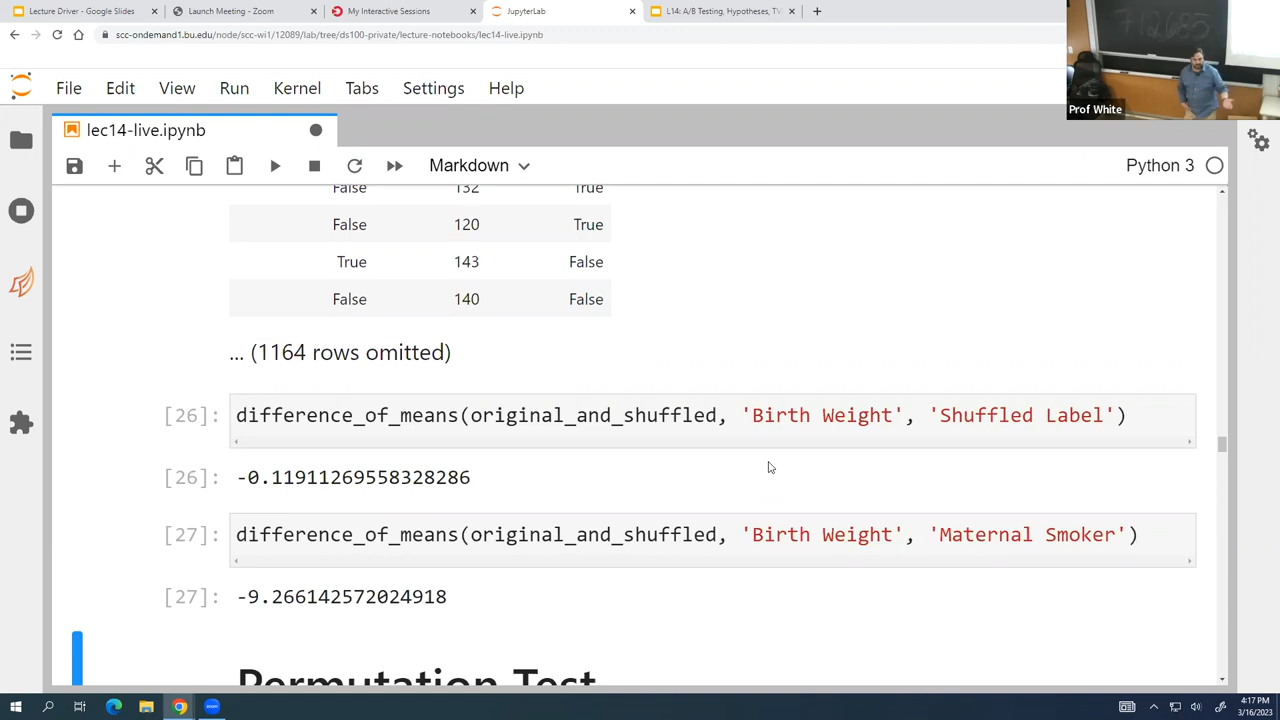 Lecture Driver - Google Slides
Launch Meeting - Zoom
My Interactive Sessions
JupyterLab
L14: A/B Testing, Hypotheses, TV
scc-ondemand1.bu.edu/node/scc-wi1/12089/lab/tree/ds100-private/lecture-notebooks/lec14-live.ipynb
712685
Prof White
File Edit View Run Kernel Tabs Settings Help
lec14-live.ipynb
Markdown
Python 3
False 132 True
False 120 True
True 143 False
False 140 False
... (1164 rows omitted)
[26]: difference_of_means(original_and_shuffled, 'Birth Weight', 'Shuffled Label')
[26]: -0.11911269558328286
[27]: difference_of_means(original_and_shuffled, 'Birth Weight', 'Maternal Smoker')
[27]: -9.266142572024918
Permutation Test
4:17 PM
3/16/2023